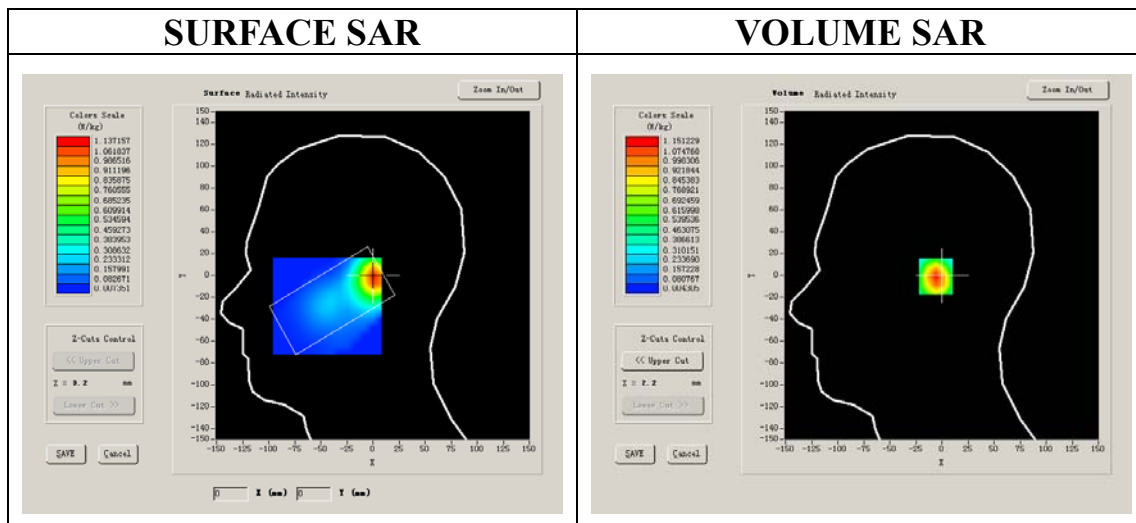 SURFACE SAR
VOLUME SAR
Surface Radiated Intensity
Zoom In/Out
Colors Scale
(W/kg)
1.137157
1.061837
0.986516
0.911196
0.835875
0.760555
0.685235
0.609914
0.534594
0.459273
0.383953
0.308632
0.233312
0.157991
0.082671
0.007351
Z-Cuts Control
<< Upper Cut
mm
Lower Cut >>
SAVE
Cancel
150
140
120
100
80
60
40
20
0
-20
-40
-60
-80
-100
-120
-140
-150
-150 -125 -100 -75 -50 -25 0 25 50 75 100 125 150
X
0 X (mm) 0 Y (mm)
Volume Radiated Intensity
Zoom In/Out
Colors Scale
(W/kg)
1.151229
1.074768
0.998306
0.921844
0.845383
0.768921
0.692459
0.615998
0.539536
0.463075
0.386613
0.310151
0.233690
0.157228
0.080767
0.004305
Z-Cuts Control
<< Upper Cut
mm
Lower Cut >>
SAVE
Cancel
150
140
120
100
80
60
40
20
0
-20
-40
-60
-80
-100
-120
-140
-150
-150 -125 -100 -75 -50 -25 0 25 50 75 100 125 150
X